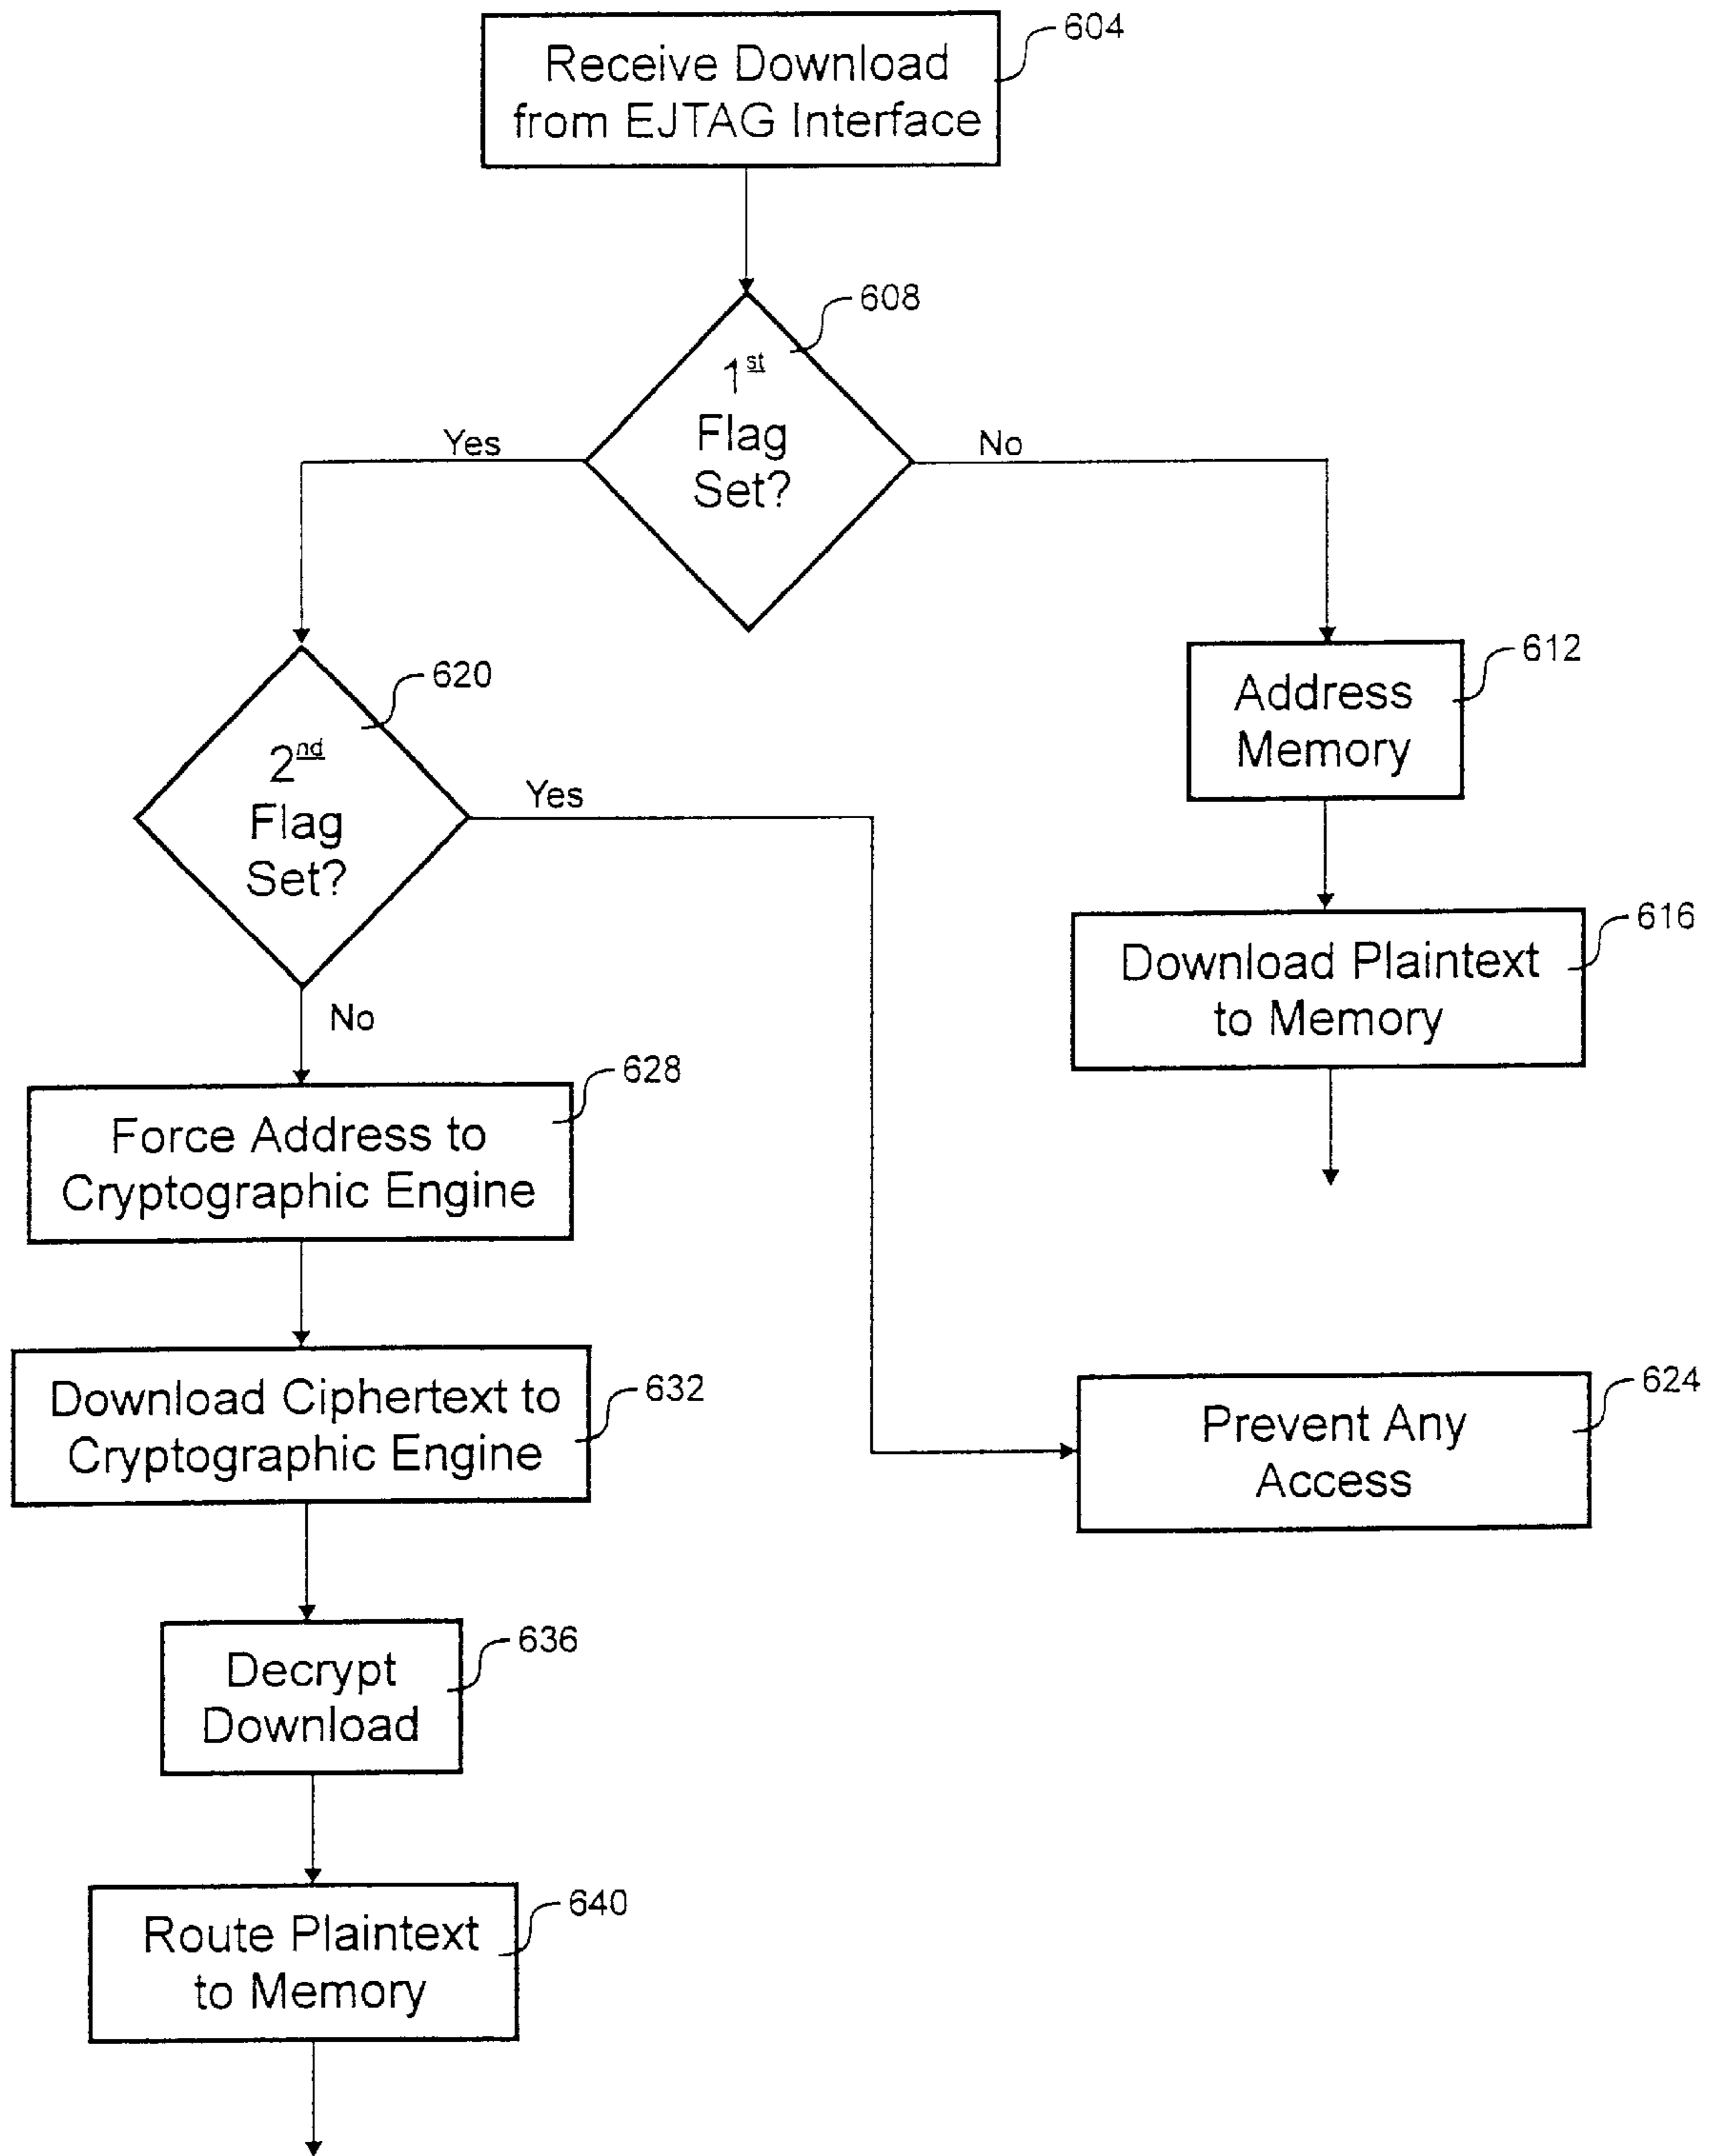 Receive Download
from EJTAG Interface
604
608
1st
Flag
Set?
Yes
No
620
2nd
Flag
Set?
Yes
No
612
Address
Memory
616
Download Plaintext
to Memory
628
Force Address to
Cryptographic Engine
632
Download Ciphertext to
Cryptographic Engine
624
Prevent Any
Access
636
Decrypt
Download
640
Route Plaintext
to Memory